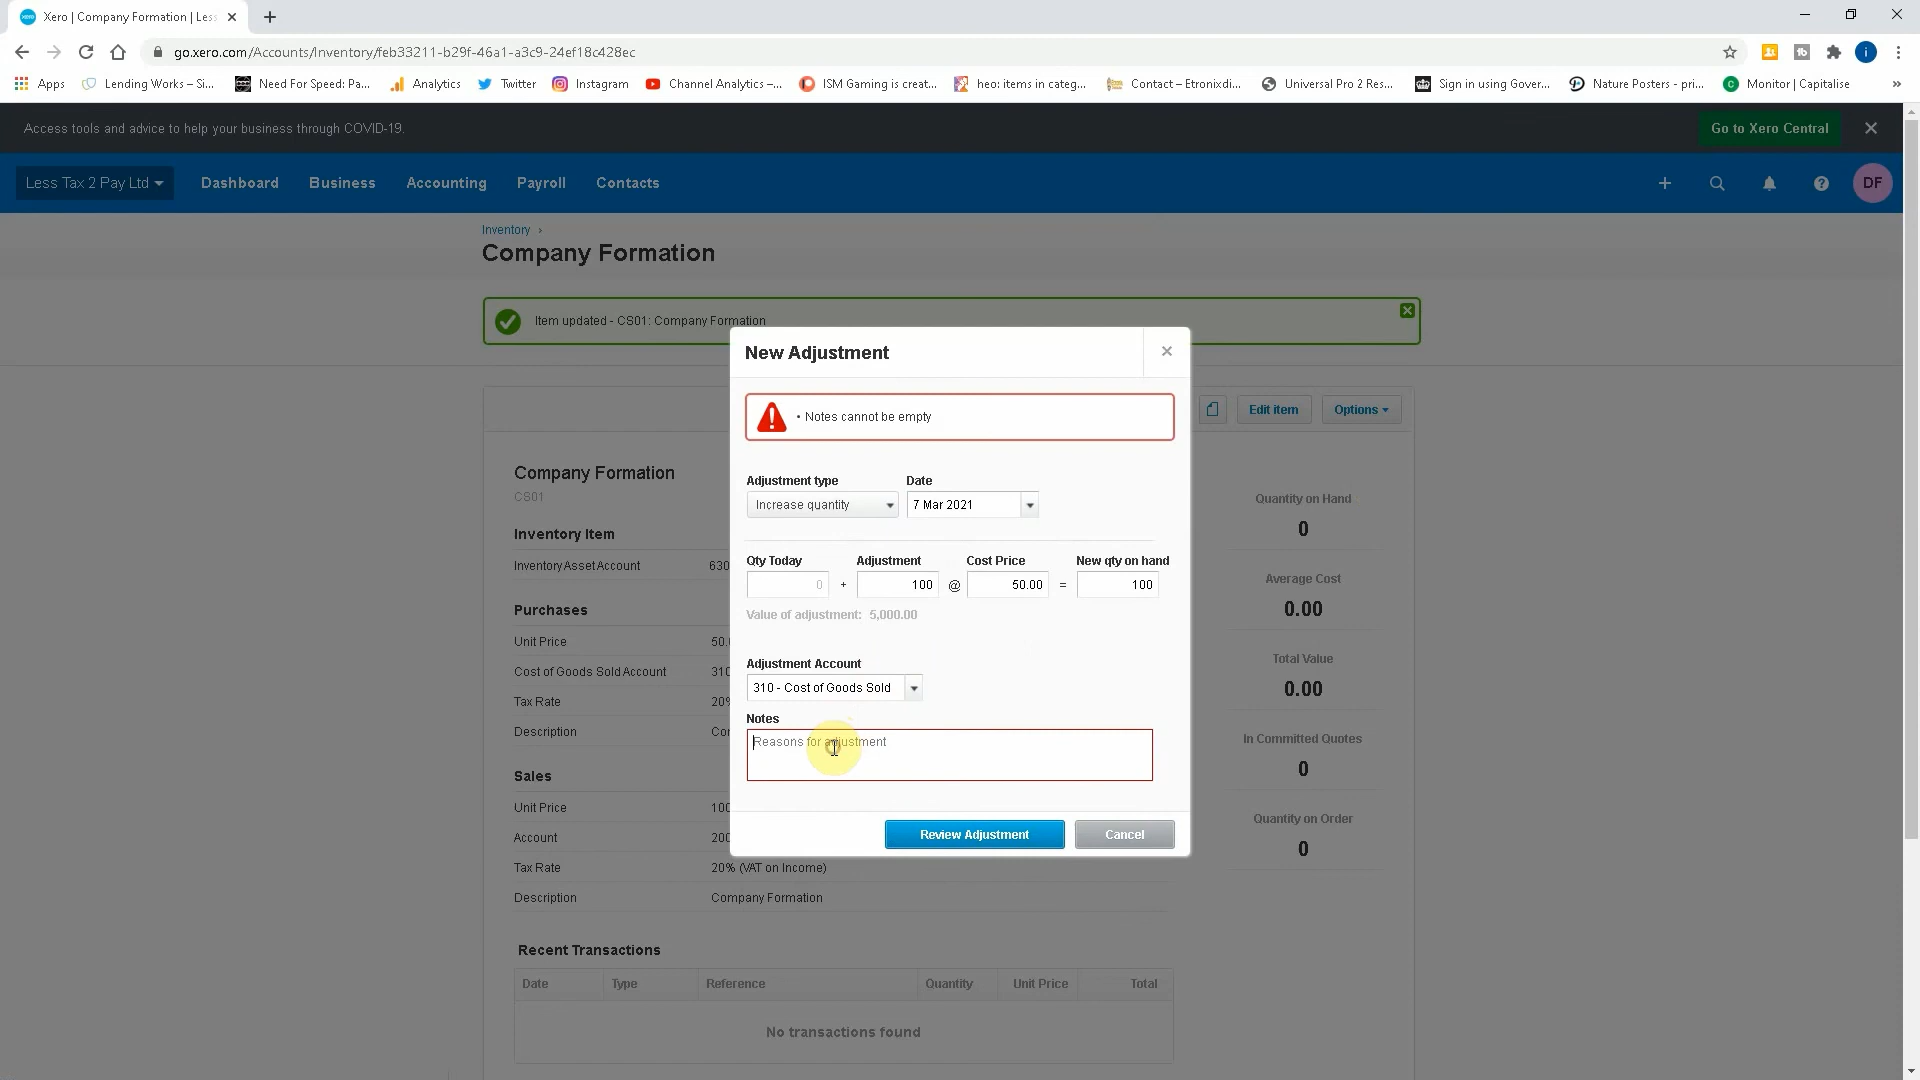 Xero | Company Formation | Less
go.xero.com/Accounts/Inventory/feb33211-b29f-46a1-a3c9-24ef18c428ec
Apps
Lending Works – Si...
Need For Speed: Pa...
Analytics
Twitter
Instagram
Channel Analytics –...
ISM Gaming is creat...
heo: items in categ...
Contact – Etronixdi...
Universal Pro 2 Res...
Sign in using Gover...
Nature Posters - pri...
Monitor | Capitalise
Access tools and advice to help your business through COVID-19.
Go to Xero Central
Less Tax 2 Pay Ltd
Dashboard
Business
Accounting
Payroll
Contacts
DF
Inventory ›
Company Formation
Item updated - CS01: Company Formation
New Adjustment
• Notes cannot be empty
Adjustment type
Date
Increase quantity
7 Mar 2021
Qty Today
Adjustment
Cost Price
New qty on hand
0 + 100 @ 50.00 = 100
Value of adjustment: 5,000.00
Adjustment Account
310 - Cost of Goods Sold
Notes
Reasons for adjustment
Review Adjustment
Cancel
Edit item
Options
Company Formation
CS01
Inventory Item
Inventory Asset Account 630
Purchases
Unit Price 50.
Cost of Goods Sold Account 310
Tax Rate 20%
Description Cor
Sales
Unit Price 100
Account 200
Tax Rate 20% (VAT on Income)
Description Company Formation
Quantity on Hand
0
Average Cost
0.00
Total Value
0.00
In Committed Quotes
0
Quantity on Order
0
Recent Transactions
Date Type Reference Quantity Unit Price Total
No transactions found